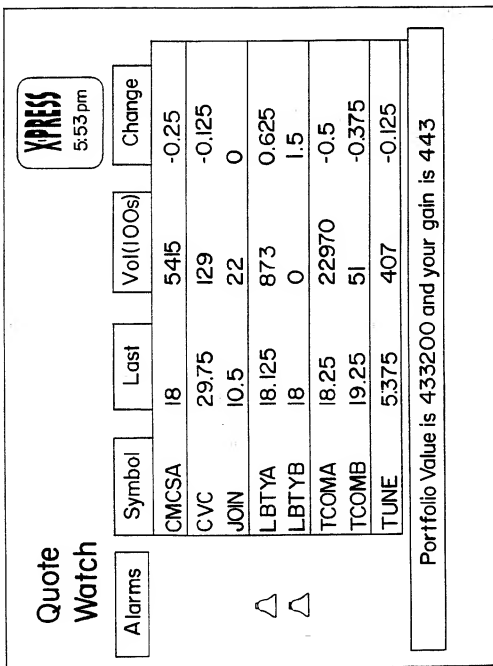 Quote
Watch
XPRESS
5:53 pm
Alarms Symbol Last Vol(100s) Change
CMCSA 18 5415 -0.25
CVC 29.75 129 -0.125
JOIN 10.5 22 0
LBTYA 18.125 873 0.625
LBTYB 18 0 1.5
TCOMA 18.25 22970 -0.5
TCOMB 19.25 51 -0.375
TUNE 5.375 407 -0.125
Portfolio Value is 433200 and your gain is 443